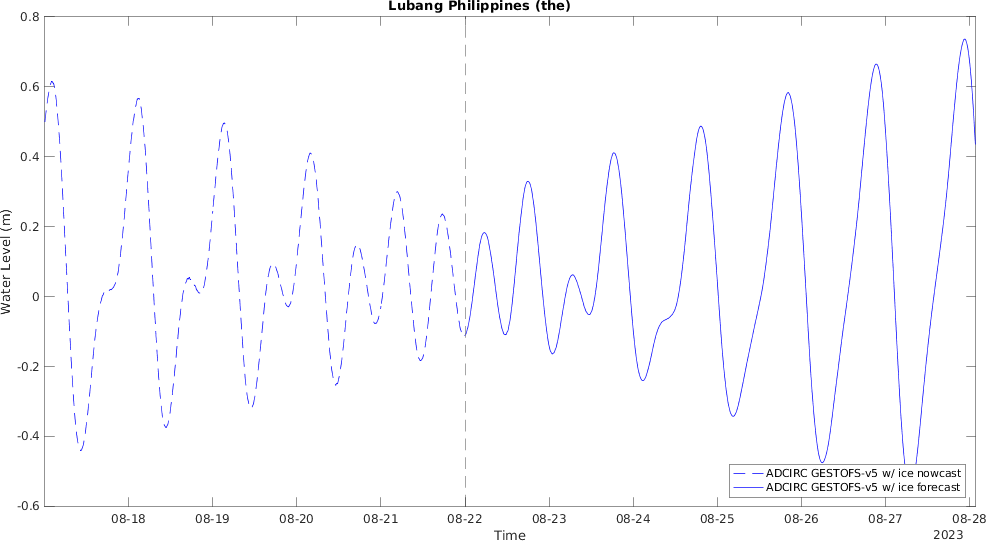 Lubang Philippines (the)
Water Level (m)
0.8
0.6
0.4
0.2
0
-0.2
-0.4
-0.6
ADCIRC GESTOFS-v5 w/ ice nowcast
ADCIRC GESTOFS-v5 w/ ice forecast
08-18 08-19 08-20 08-21 08-22 08-23 08-24 08-25 08-26 08-27 08-28
Time
2023